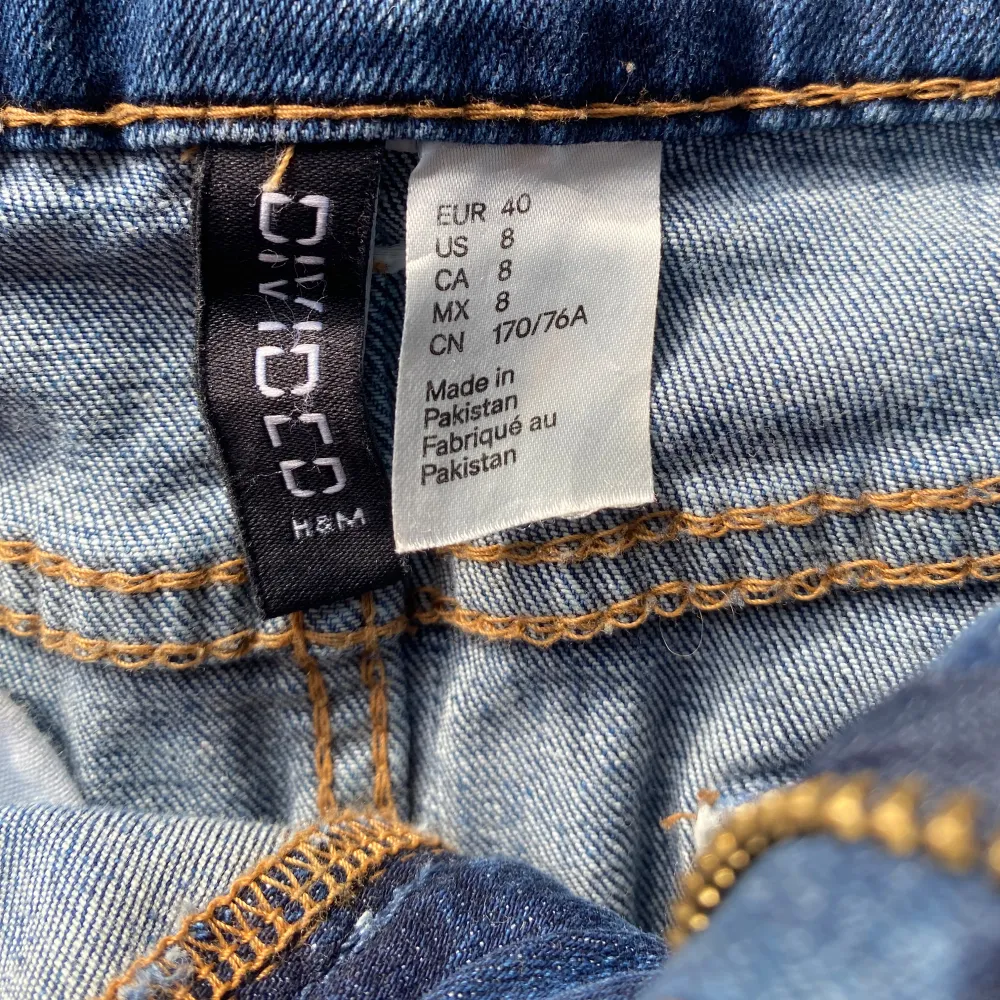 DIVIDED
H&M
EUR 40
US 8
CA 8
MX 8
CN 170/76A
Made in
Pakistan
Fabriqué au
Pakistan